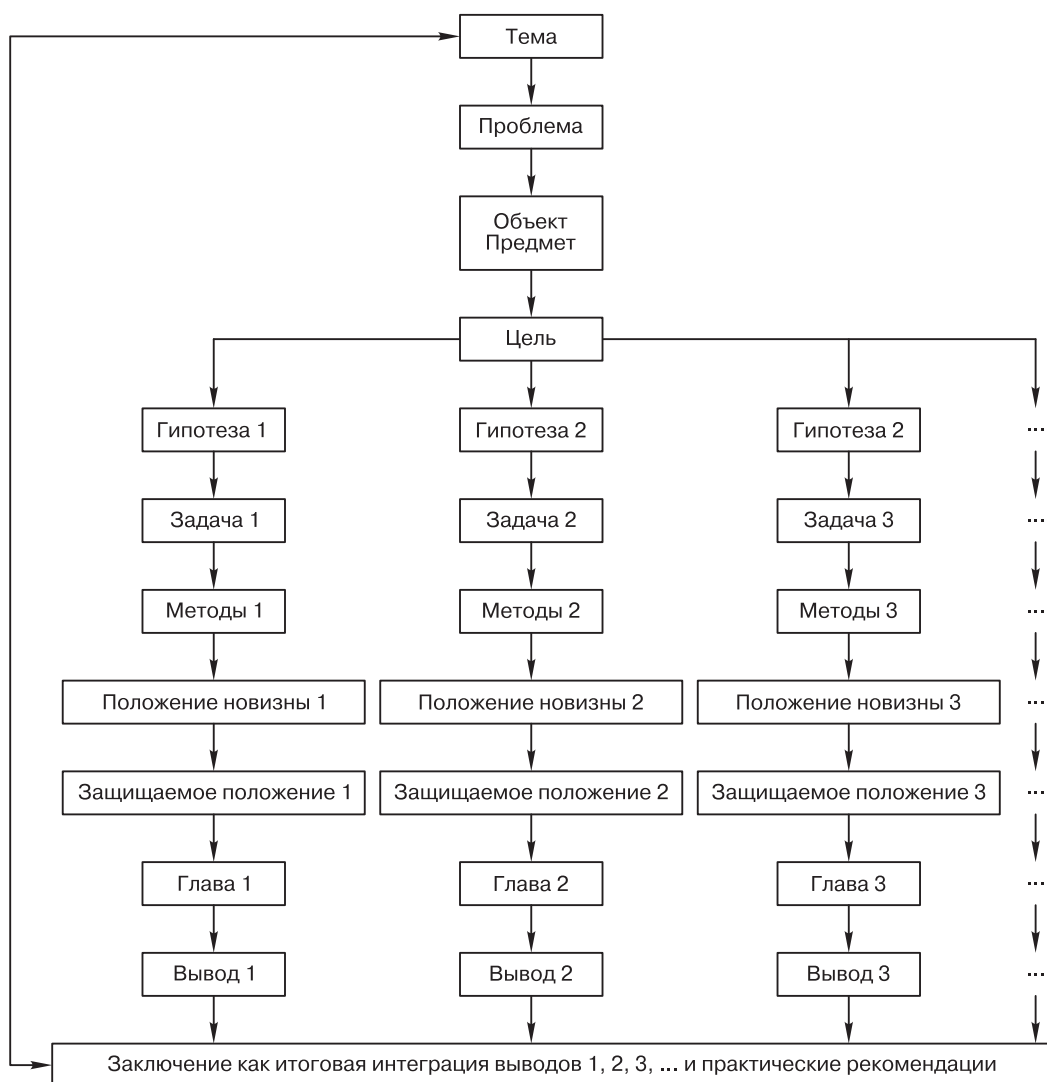 Тема
Проблема
Объект
Предмет
Цель
Гипотеза 1
Гипотеза 2
Гипотеза 2
...
Задача 1
Задача 2
Задача 3
...
Методы 1
Методы 2
Методы 3
...
Положение новизны 1
Положение новизны 2
Положение новизны 3
...
Защищаемое положение 1
Защищаемое положение 2
Защищаемое положение 3
...
Глава 1
Глава 2
Глава 3
...
Вывод 1
Вывод 2
Вывод 3
...
Заключение как итоговая интеграция выводов 1, 2, 3, ... и практические рекомендации